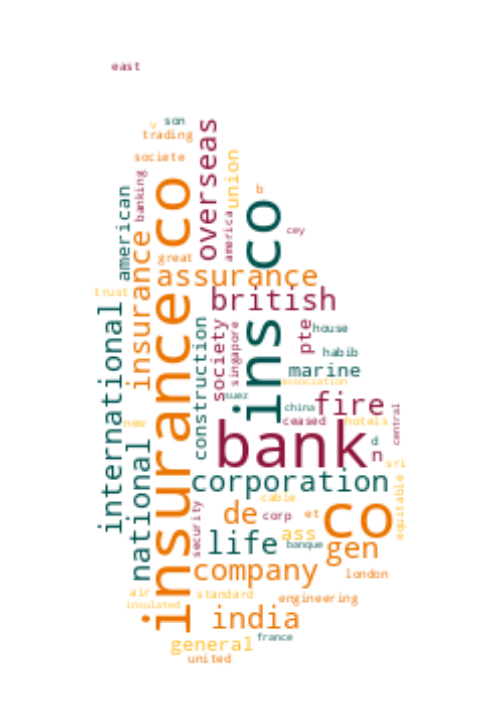 east
v son
trading
societe
overseas
banking
union
american
insurance co
b
ins co
america
cey
great
assurance
insurance
trust
british
international
construction
society
singapore
pte
house
habib
marine
association
suez
china
fire
ceased
hotels
central
new
bank
d
n
national
sri
corporation
cable
equitable
de
corp
et
co
security
life
ass
banque
gen
company
london
air
standard
insulated
engineering
india
general
france
united